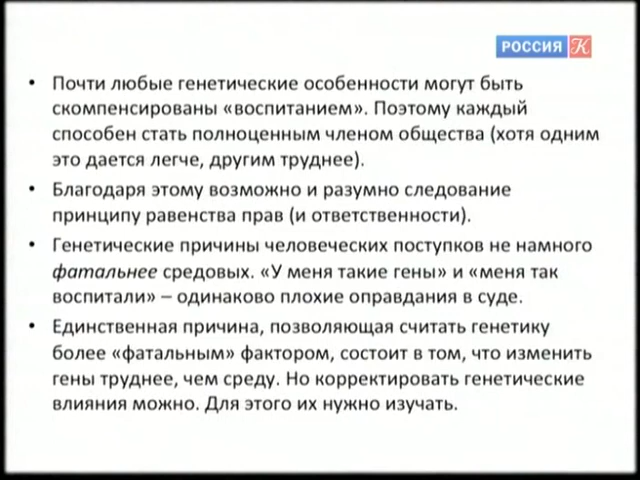 РОССИЯ К
Почти любые генетические особенности могут быть
скомпенсированы «воспитанием». Поэтому каждый
способен стать полноценным членом общества (хотя одним
это дается легче, другим труднее).
Благодаря этому возможно и разумно следование
принципу равенства прав (и ответственности).
Генетические причины человеческих поступков не намного
фатальнее средовых. «У меня такие гены» и «меня так
воспитали» – одинаково плохие оправдания в суде.
Единственная причина, позволяющая считать генетику
более «фатальным» фактором, состоит в том, что изменить
гены труднее, чем среду. Но корректировать генетические
влияния можно. Для этого их нужно изучать.